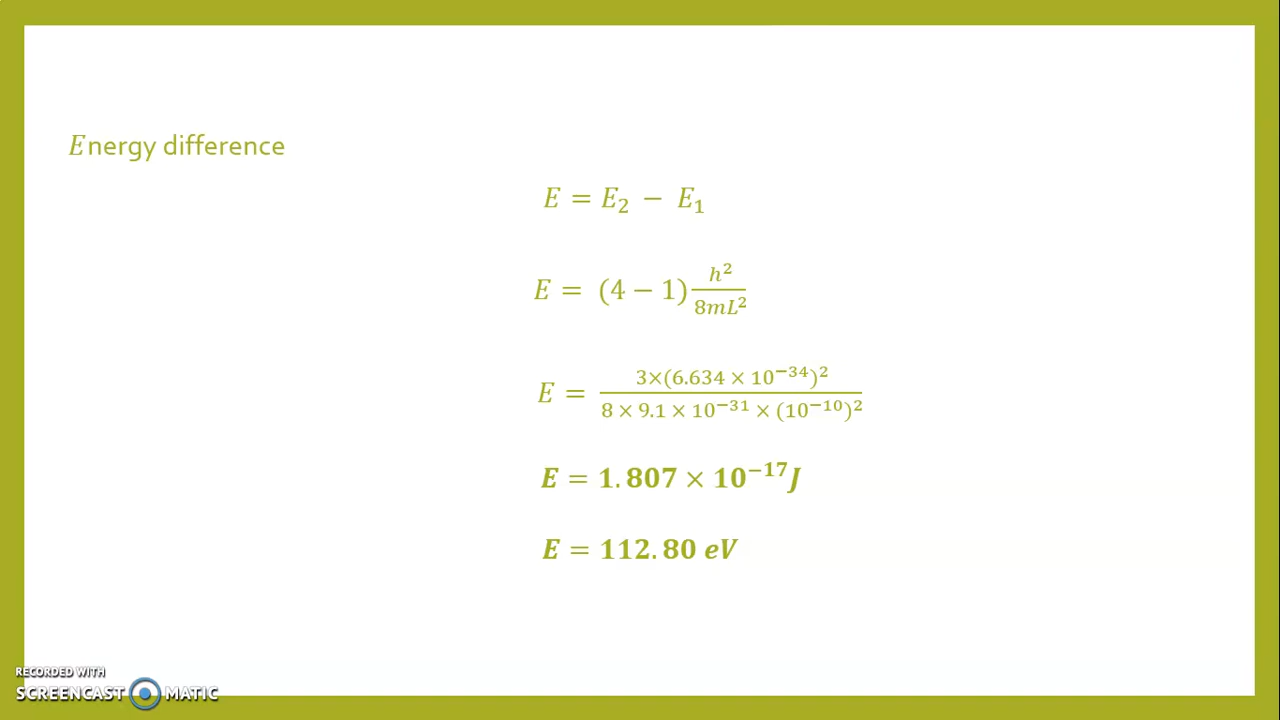 Energy difference
E = E₂ − E₁
E = (4 − 1) h²/8mL²
E = 3×(6.634 × 10⁻³⁴)²/8 × 9.1 × 10⁻³¹ × (10⁻¹⁰)²
E = 1.807 × 10⁻¹⁷J
E = 112.80 eV
RECORDED WITH
SCREENCAST MATIC